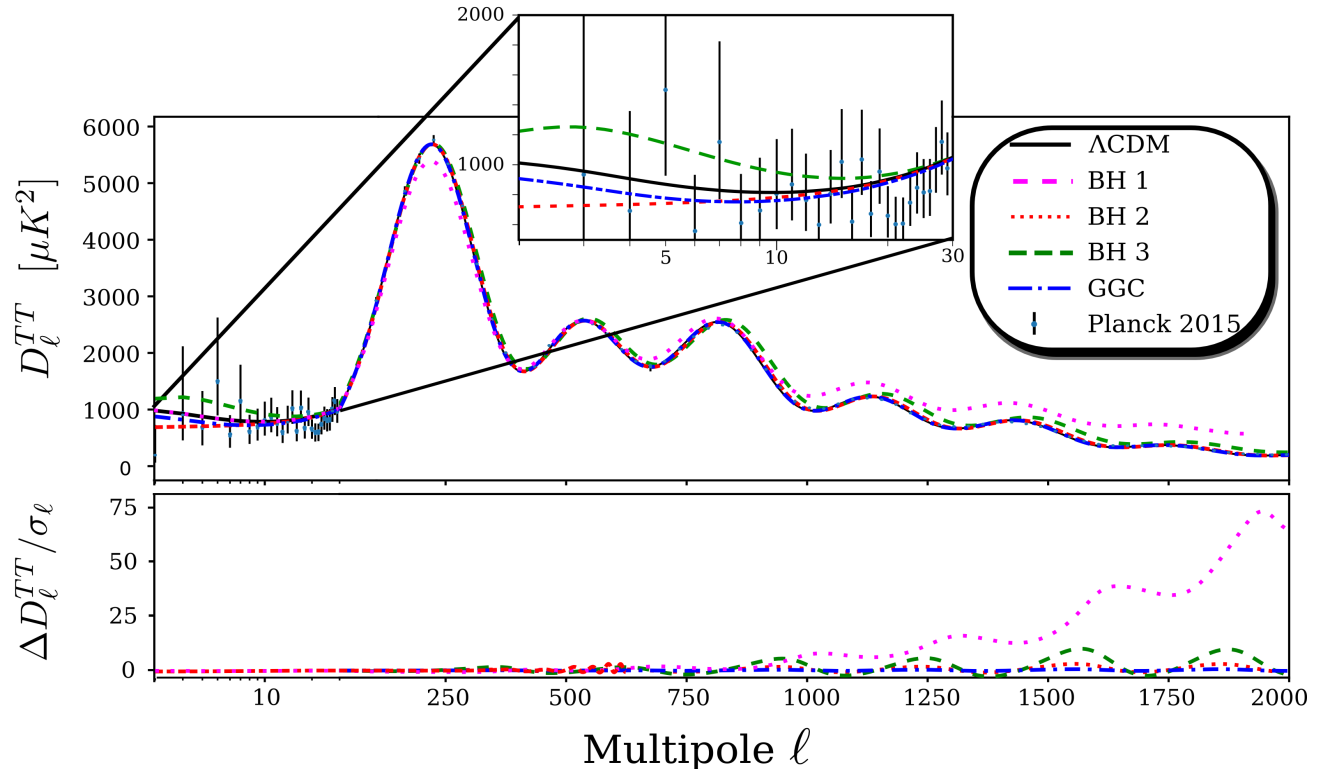 2000
1000
5
10
30
6000
5000
4000
3000
2000
1000
0
D_ℓ^{TT} [μK²]
ΛCDM
BH 1
BH 2
BH 3
GGC
Planck 2015
75
50
25
0
ΔD_ℓ^{TT}/σ_ℓ
10
250
500
750
1000
1250
1500
1750
2000
Multipole ℓ